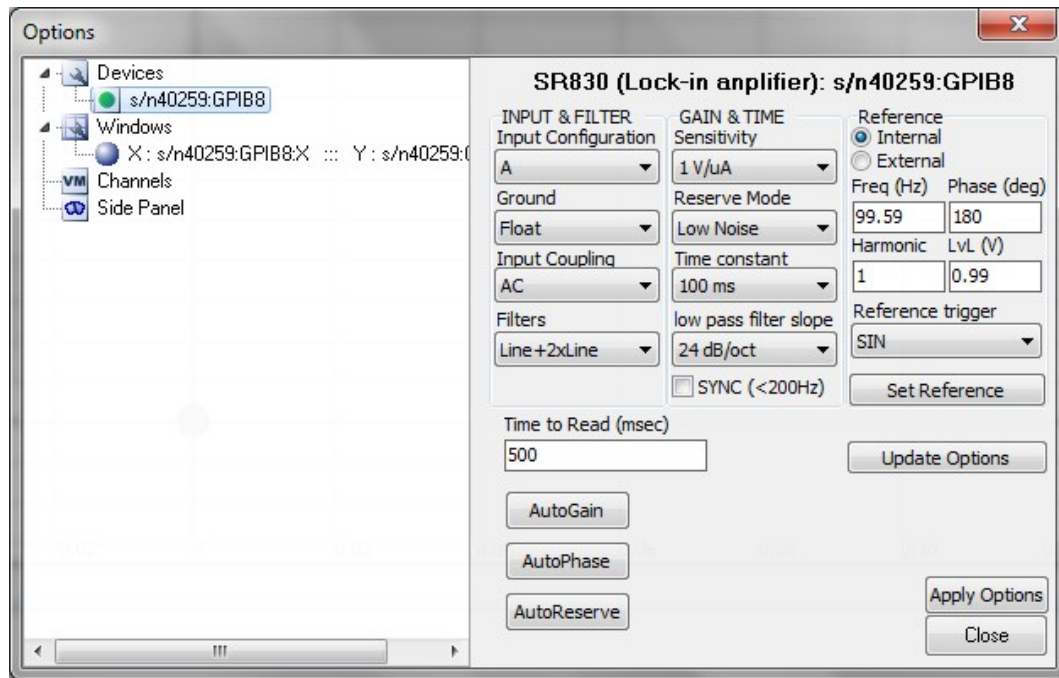 Options
x
Devices
s/n40259:GPIB8
Windows
X : s/n40259:GPIB8:X ::: Y : s/n40259:(
VM Channels
Side Panel
SR830 (Lock-in anplifier): s/n40259:GPIB8
INPUT & FILTER
Input Configuration
A
Ground
Float
Input Coupling
AC
Filters
Line+2xLine
GAIN & TIME
Sensitivity
1 V/uA
Reserve Mode
Low Noise
Time constant
100 ms
low pass filter slope
24 dB/oct
SYNC (<200Hz)
Reference
Internal
External
Freq (Hz) Phase (deg)
99.59 180
Harmonic LvL (V)
1 0.99
Reference trigger
SIN
Set Reference
Time to Read (msec)
500
Update Options
AutoGain
AutoPhase
AutoReserve
Apply Options
Close